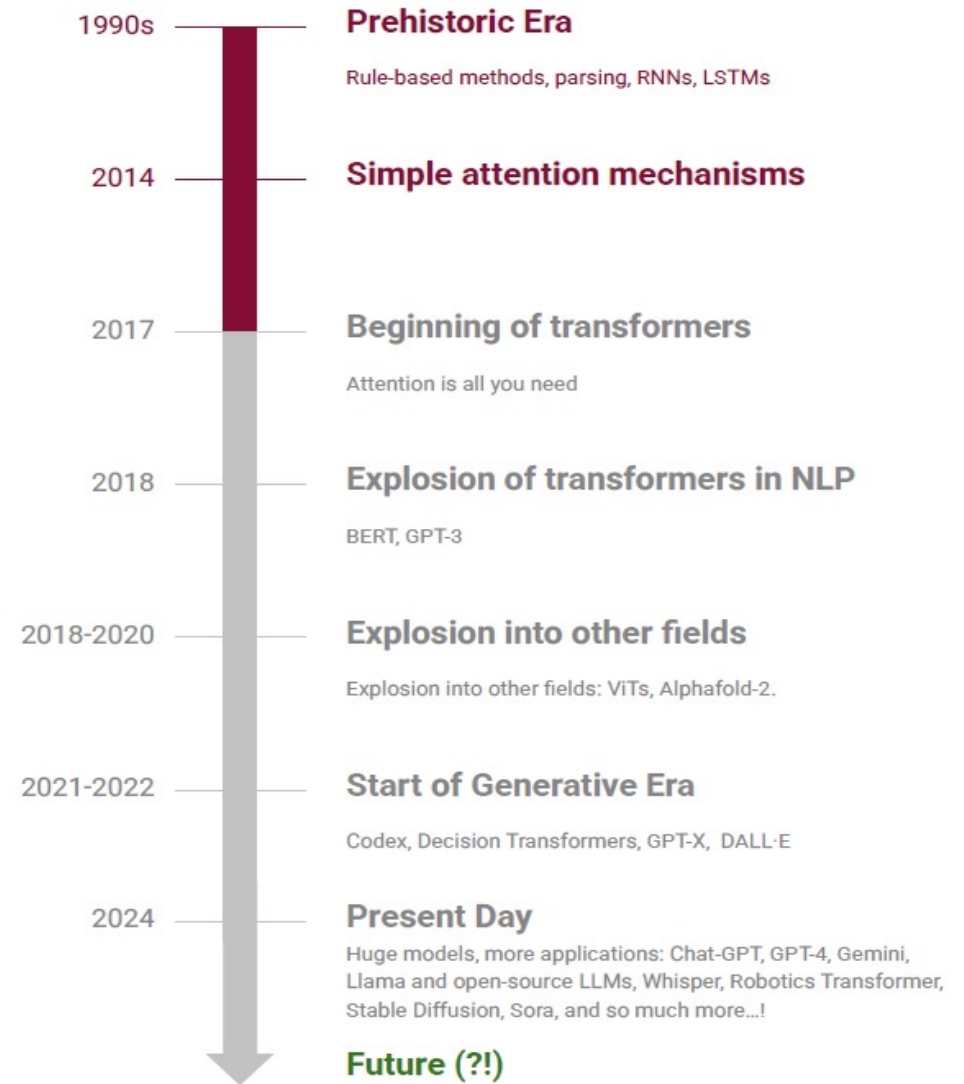 1990s
Prehistoric Era
Rule-based methods, parsing, RNNs, LSTMs
2014
Simple attention mechanisms
2017
Beginning of transformers
Attention is all you need
2018
Explosion of transformers in NLP
BERT, GPT-3
2018-2020
Explosion into other fields
Explosion into other fields: ViTs, Alphafold-2.
2021-2022
Start of Generative Era
Codex, Decision Transformers, GPT-X, DALL·E
2024
Present Day
Huge models, more applications: Chat-GPT, GPT-4, Gemini,
Llama and open-source LLMs, Whisper, Robotics Transformer,
Stable Diffusion, Sora, and so much more…!
Future (?!)